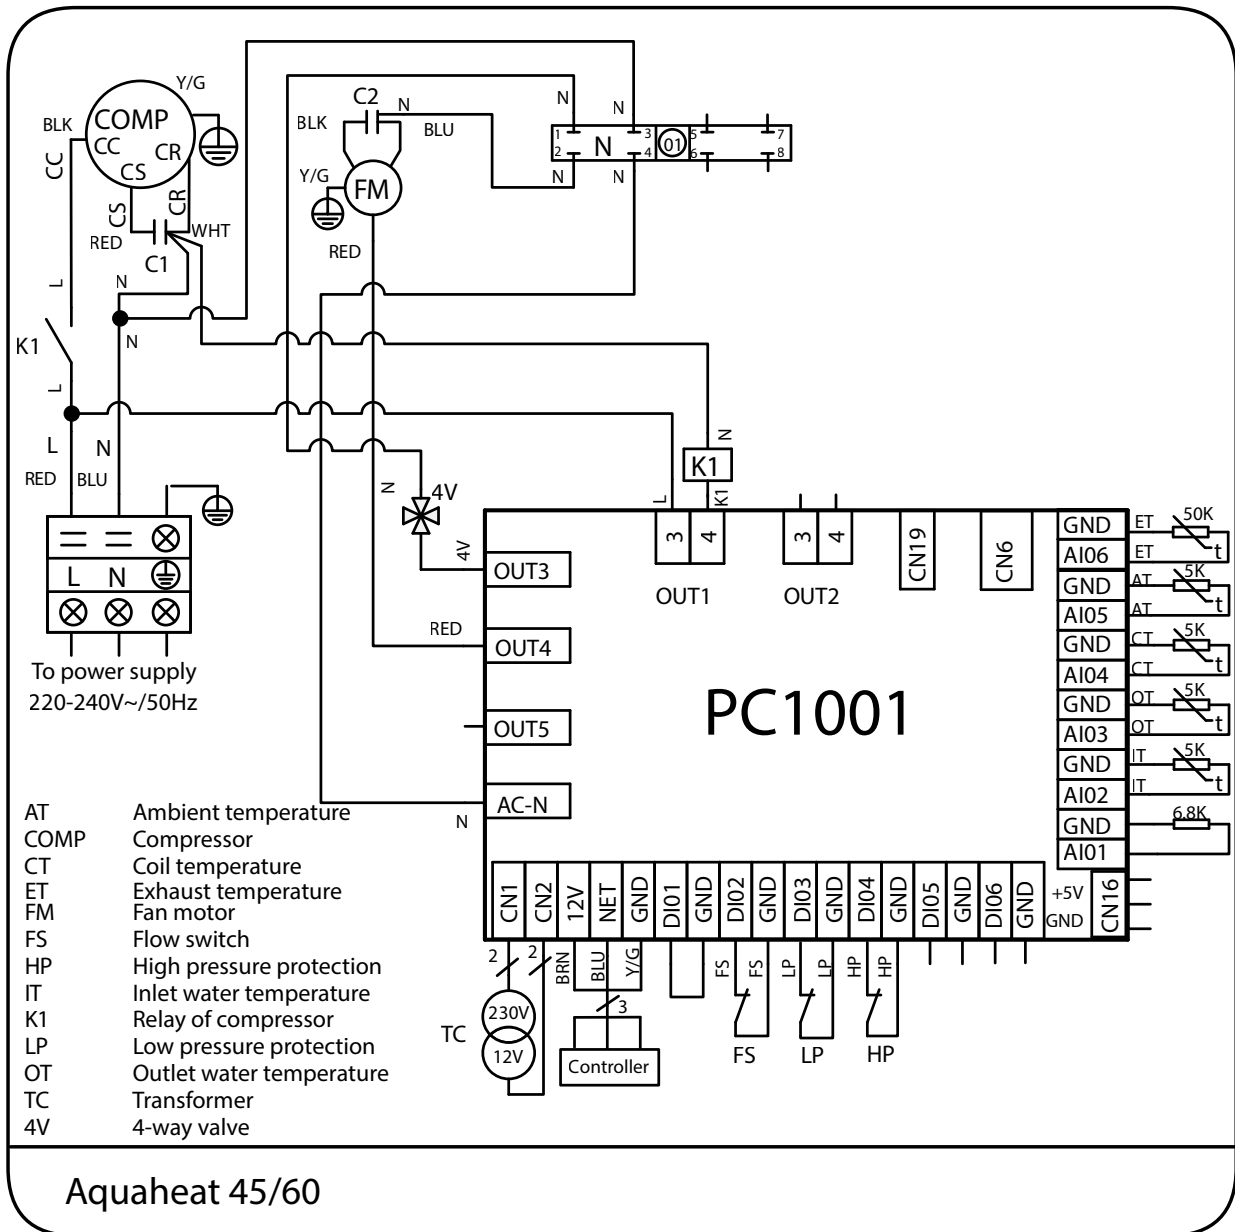 Y/G
COMP
BLK
CC
CR
CS
CC
CS
CR
RED
WHT
C1
L
N
N
K1
L
L
N
RED
BLU
C2
N
BLK
BLU
Y/G
FM
RED
N
N
1
2
N
3
4
01
5
6
7
8
N
N
L
N
To power supply
220-240V~/50Hz
N
4V
4V
RED
N
K1
N
L
K1
OUT3
OUT4
OUT5
AC-N
3
4
OUT1
3
4
OUT2
CN19
CN6
PC1001
GND ET 50K
AI06 ET t
GND AT 5K
AI05 AT t
GND CT 5K
AI04 CT t
GND OT 5K
AI03 OT t
GND IT 5K
AI02 IT t
GND 6.8K
AI01
+5V
GND
CN16
CN1 CN2 12V NET GND DI01 GND DI02 GND DI03 GND DI04 GND DI05 GND DI06 GND
2 2 BRN BLU Y/G FS FS LP LP HP HP
3
230V
TC
12V
Controller
FS LP HP
AT Ambient temperature
COMP Compressor
CT Coil temperature
ET Exhaust temperature
FM Fan motor
FS Flow switch
HP High pressure protection
IT Inlet water temperature
K1 Relay of compressor
LP Low pressure protection
OT Outlet water temperature
TC Transformer
4V 4-way valve
Aquaheat 45/60